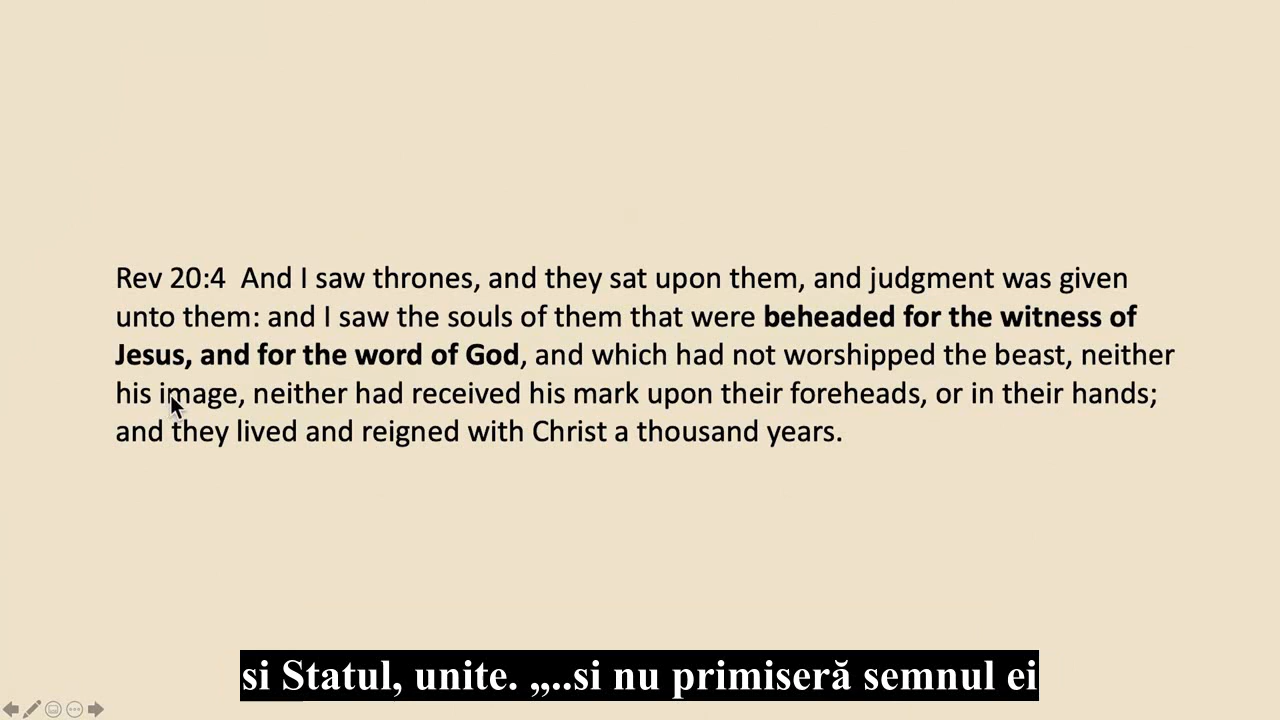 Rev 20:4  And I saw thrones, and they sat upon them, and judgment was given
unto them: and I saw the souls of them that were beheaded for the witness of
Jesus, and for the word of God, and which had not worshipped the beast, neither
his image, neither had received his mark upon their foreheads, or in their hands;
and they lived and reigned with Christ a thousand years.
si Statul, unite. „..si nu primiseră semnul ei